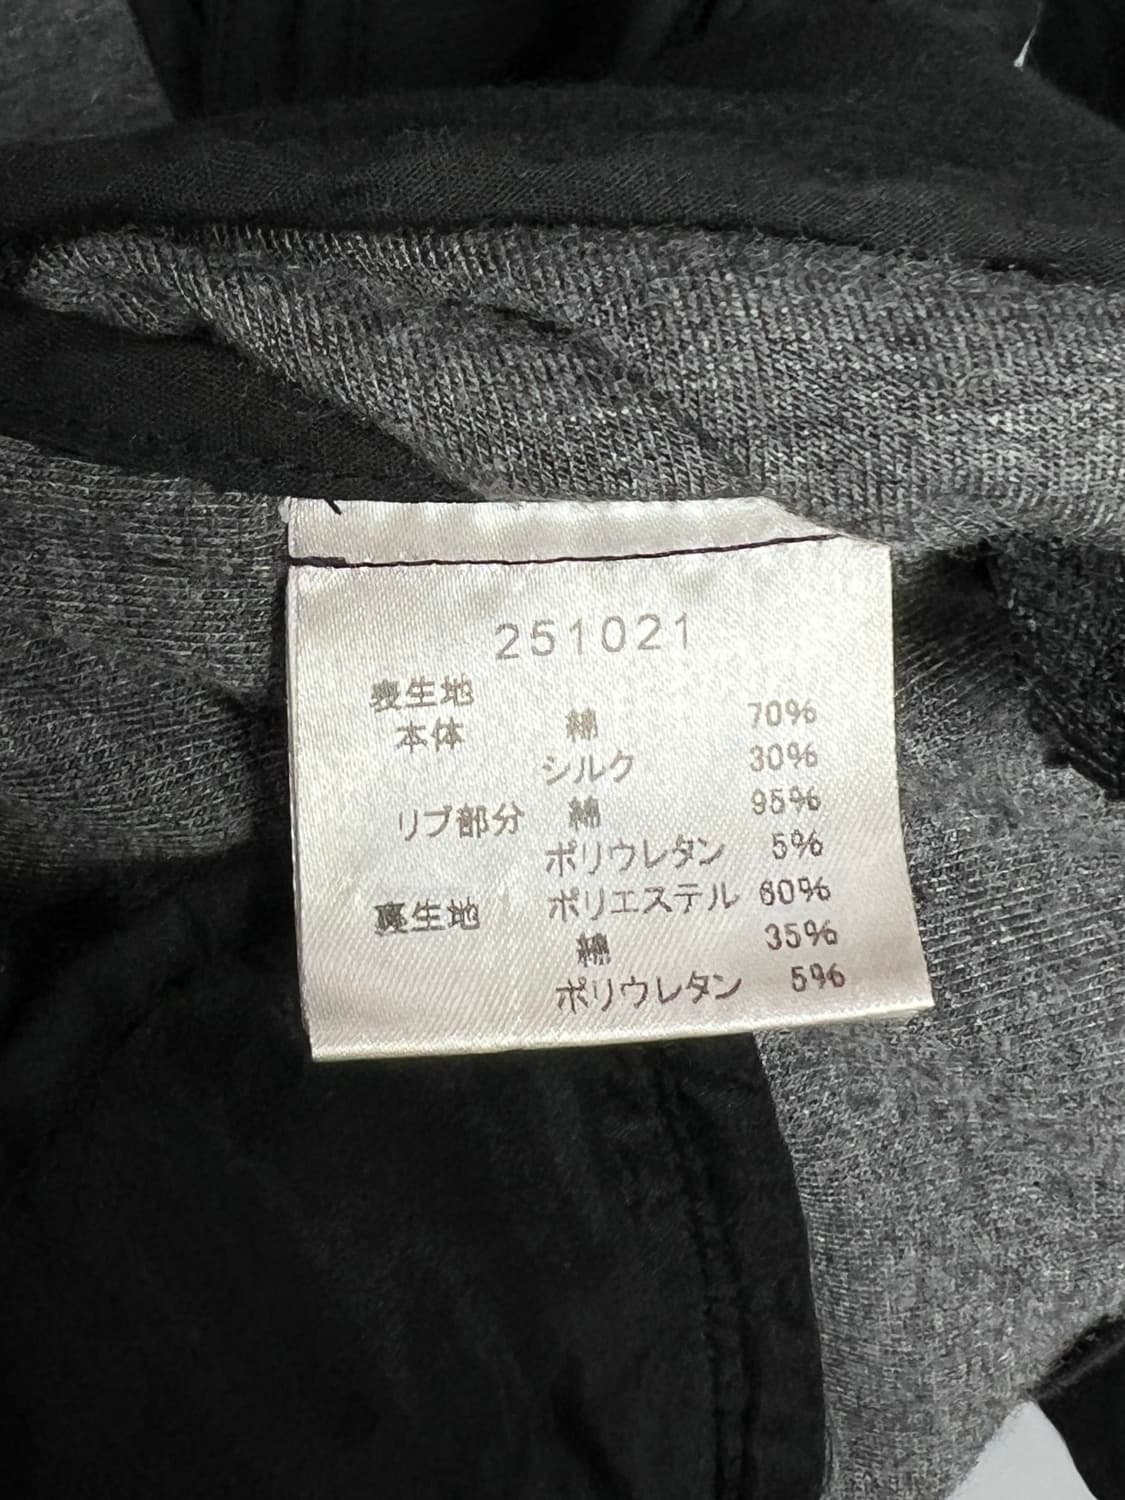 251021
表生地
本体 綿 70%
シルク 30%
リブ部分 綿 95%
ポリウレタン 5%
裏生地 ポリエステル 60%
綿 35%
ポリウレタン 5%